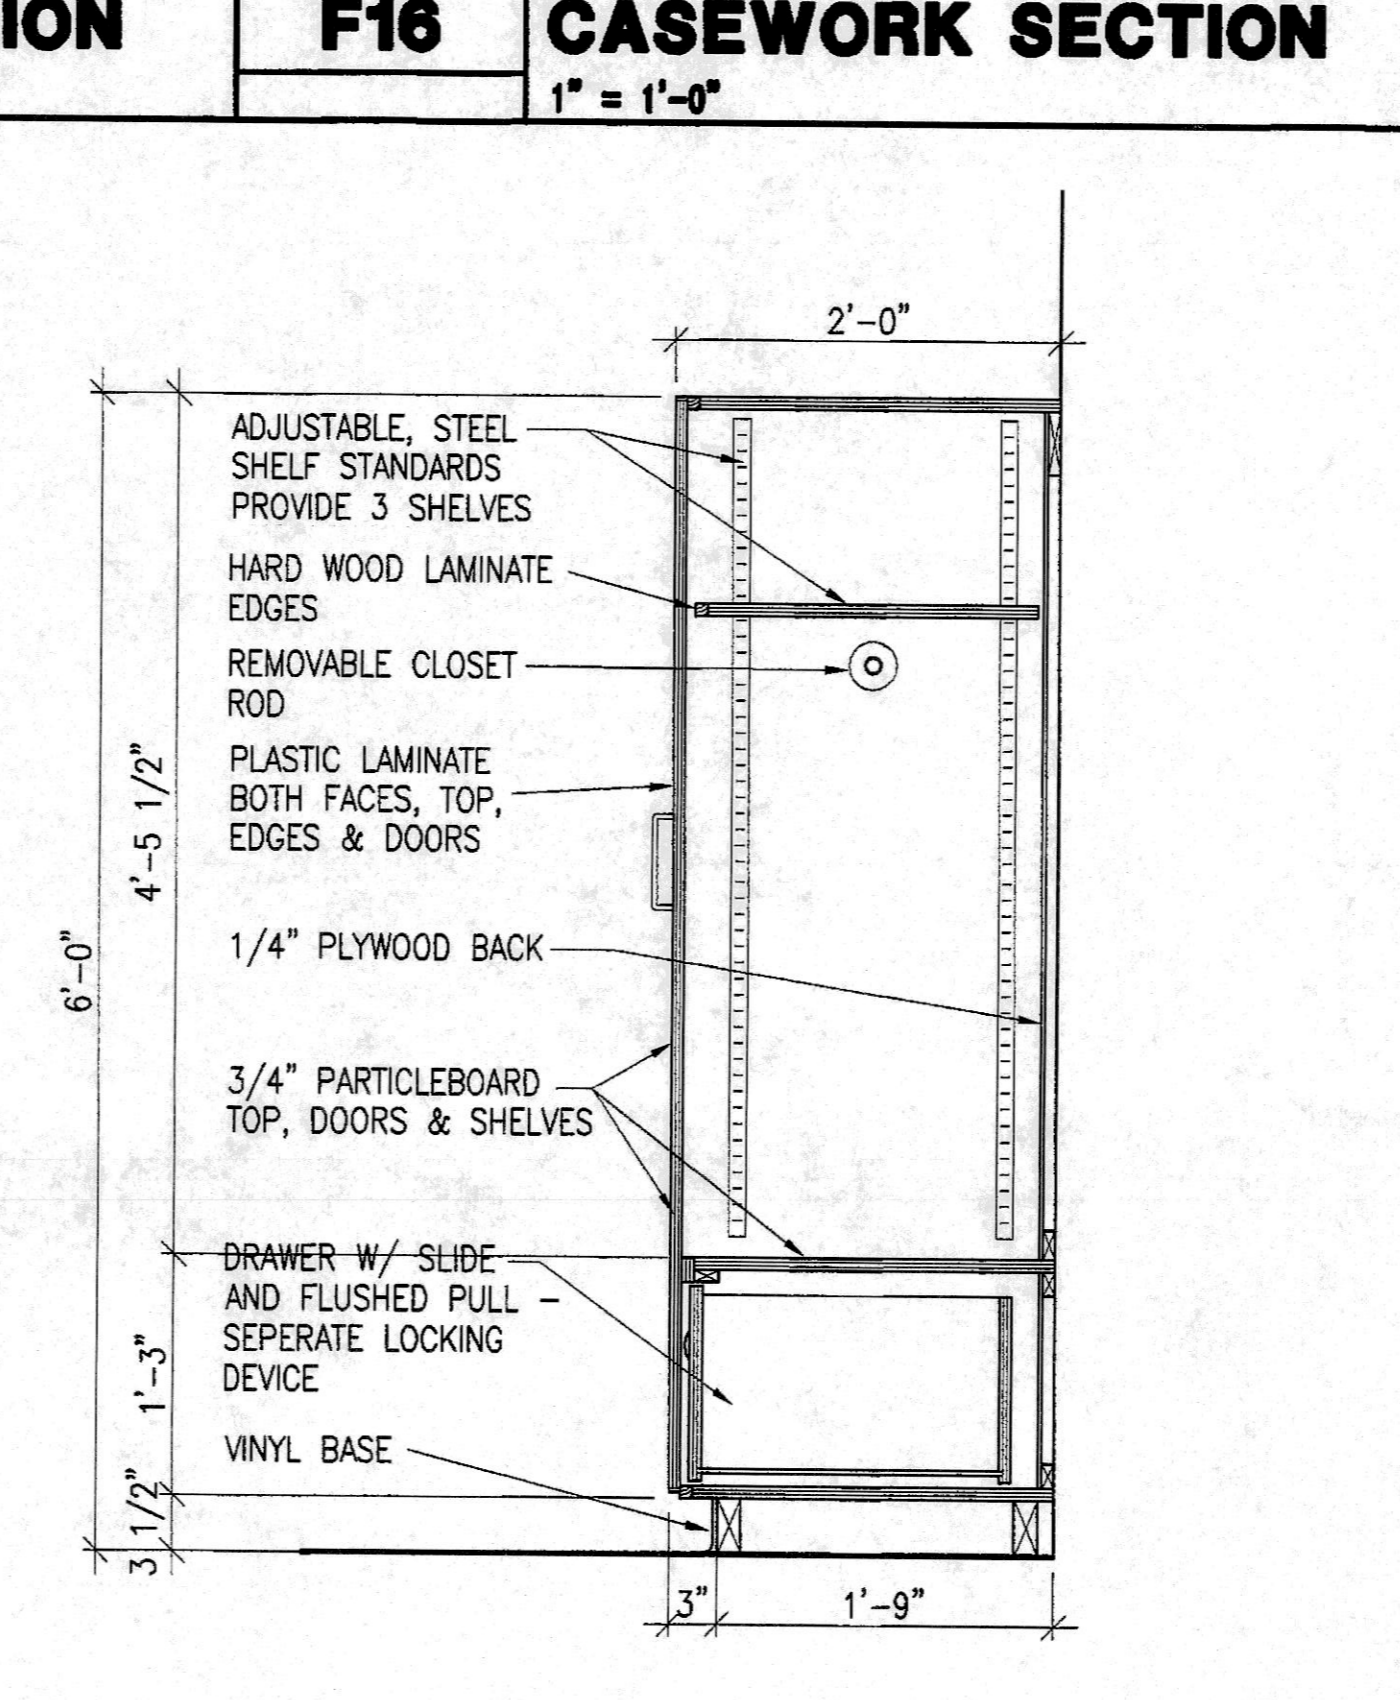 ION
F16
CASEWORK SECTION
1" = 1'-0"
2'-0"
ADJUSTABLE, STEEL
SHELF STANDARDS
PROVIDE 3 SHELVES
HARD WOOD LAMINATE
EDGES
REMOVABLE CLOSET
ROD
PLASTIC LAMINATE
BOTH FACES, TOP,
EDGES & DOORS
4'-5 1/2"
6'-0"
1/4" PLYWOOD BACK
3/4" PARTICLEBOARD
TOP, DOORS & SHELVES
DRAWER W/ SLIDE
AND FLUSHED PULL -
SEPERATE LOCKING
DEVICE
1'-3"
VINYL BASE
3 1/2"
3"
1'-9"